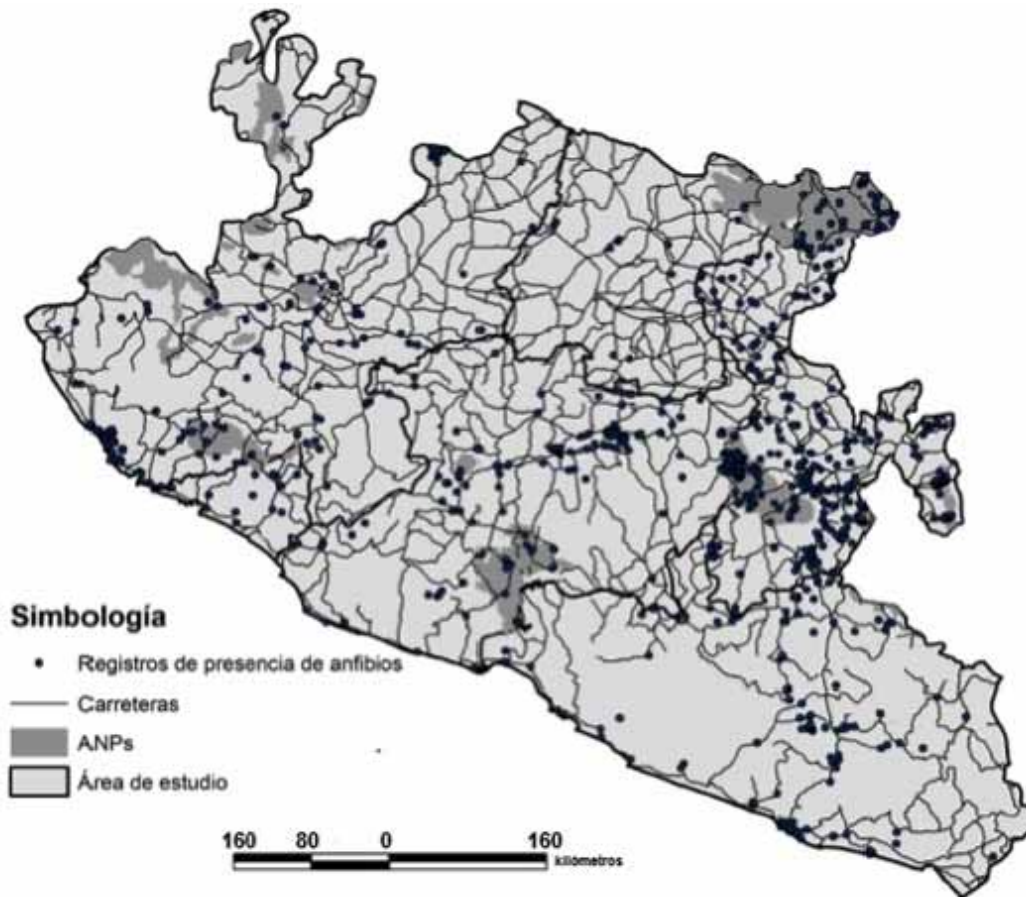 Simbología
Registros de presencia de anfibios
Carreteras
ANPs
Área de estudio
160 80 0 160
kilómetros